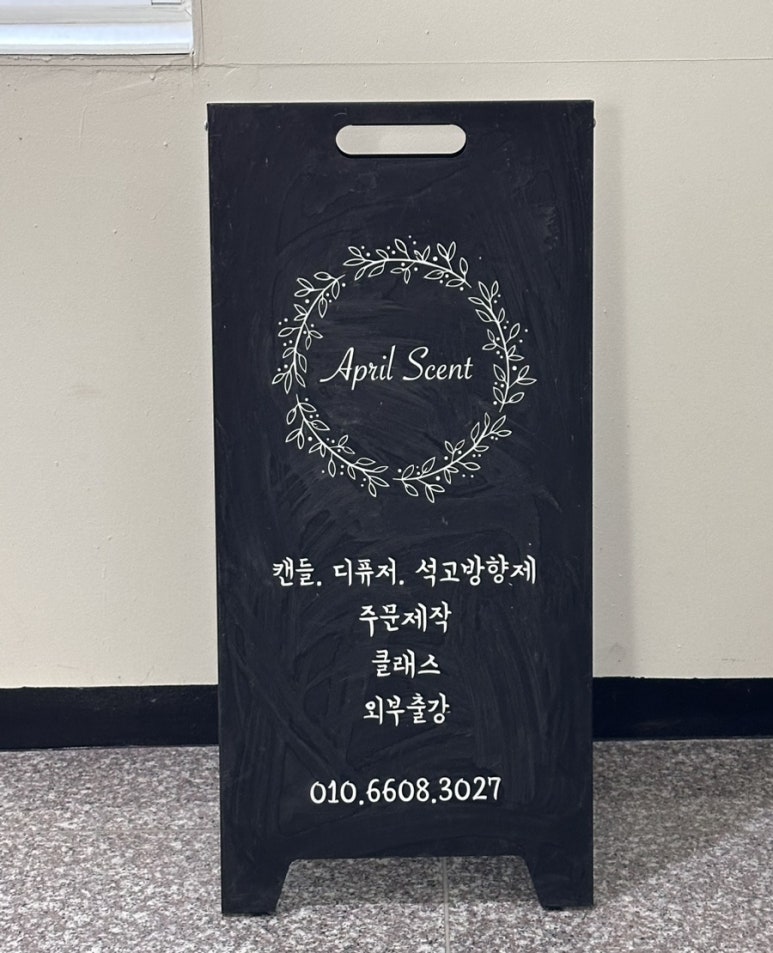 April Scent
캔들. 디퓨저. 석고방향제
주문제작
클래스
외부출강
010.6608.3027